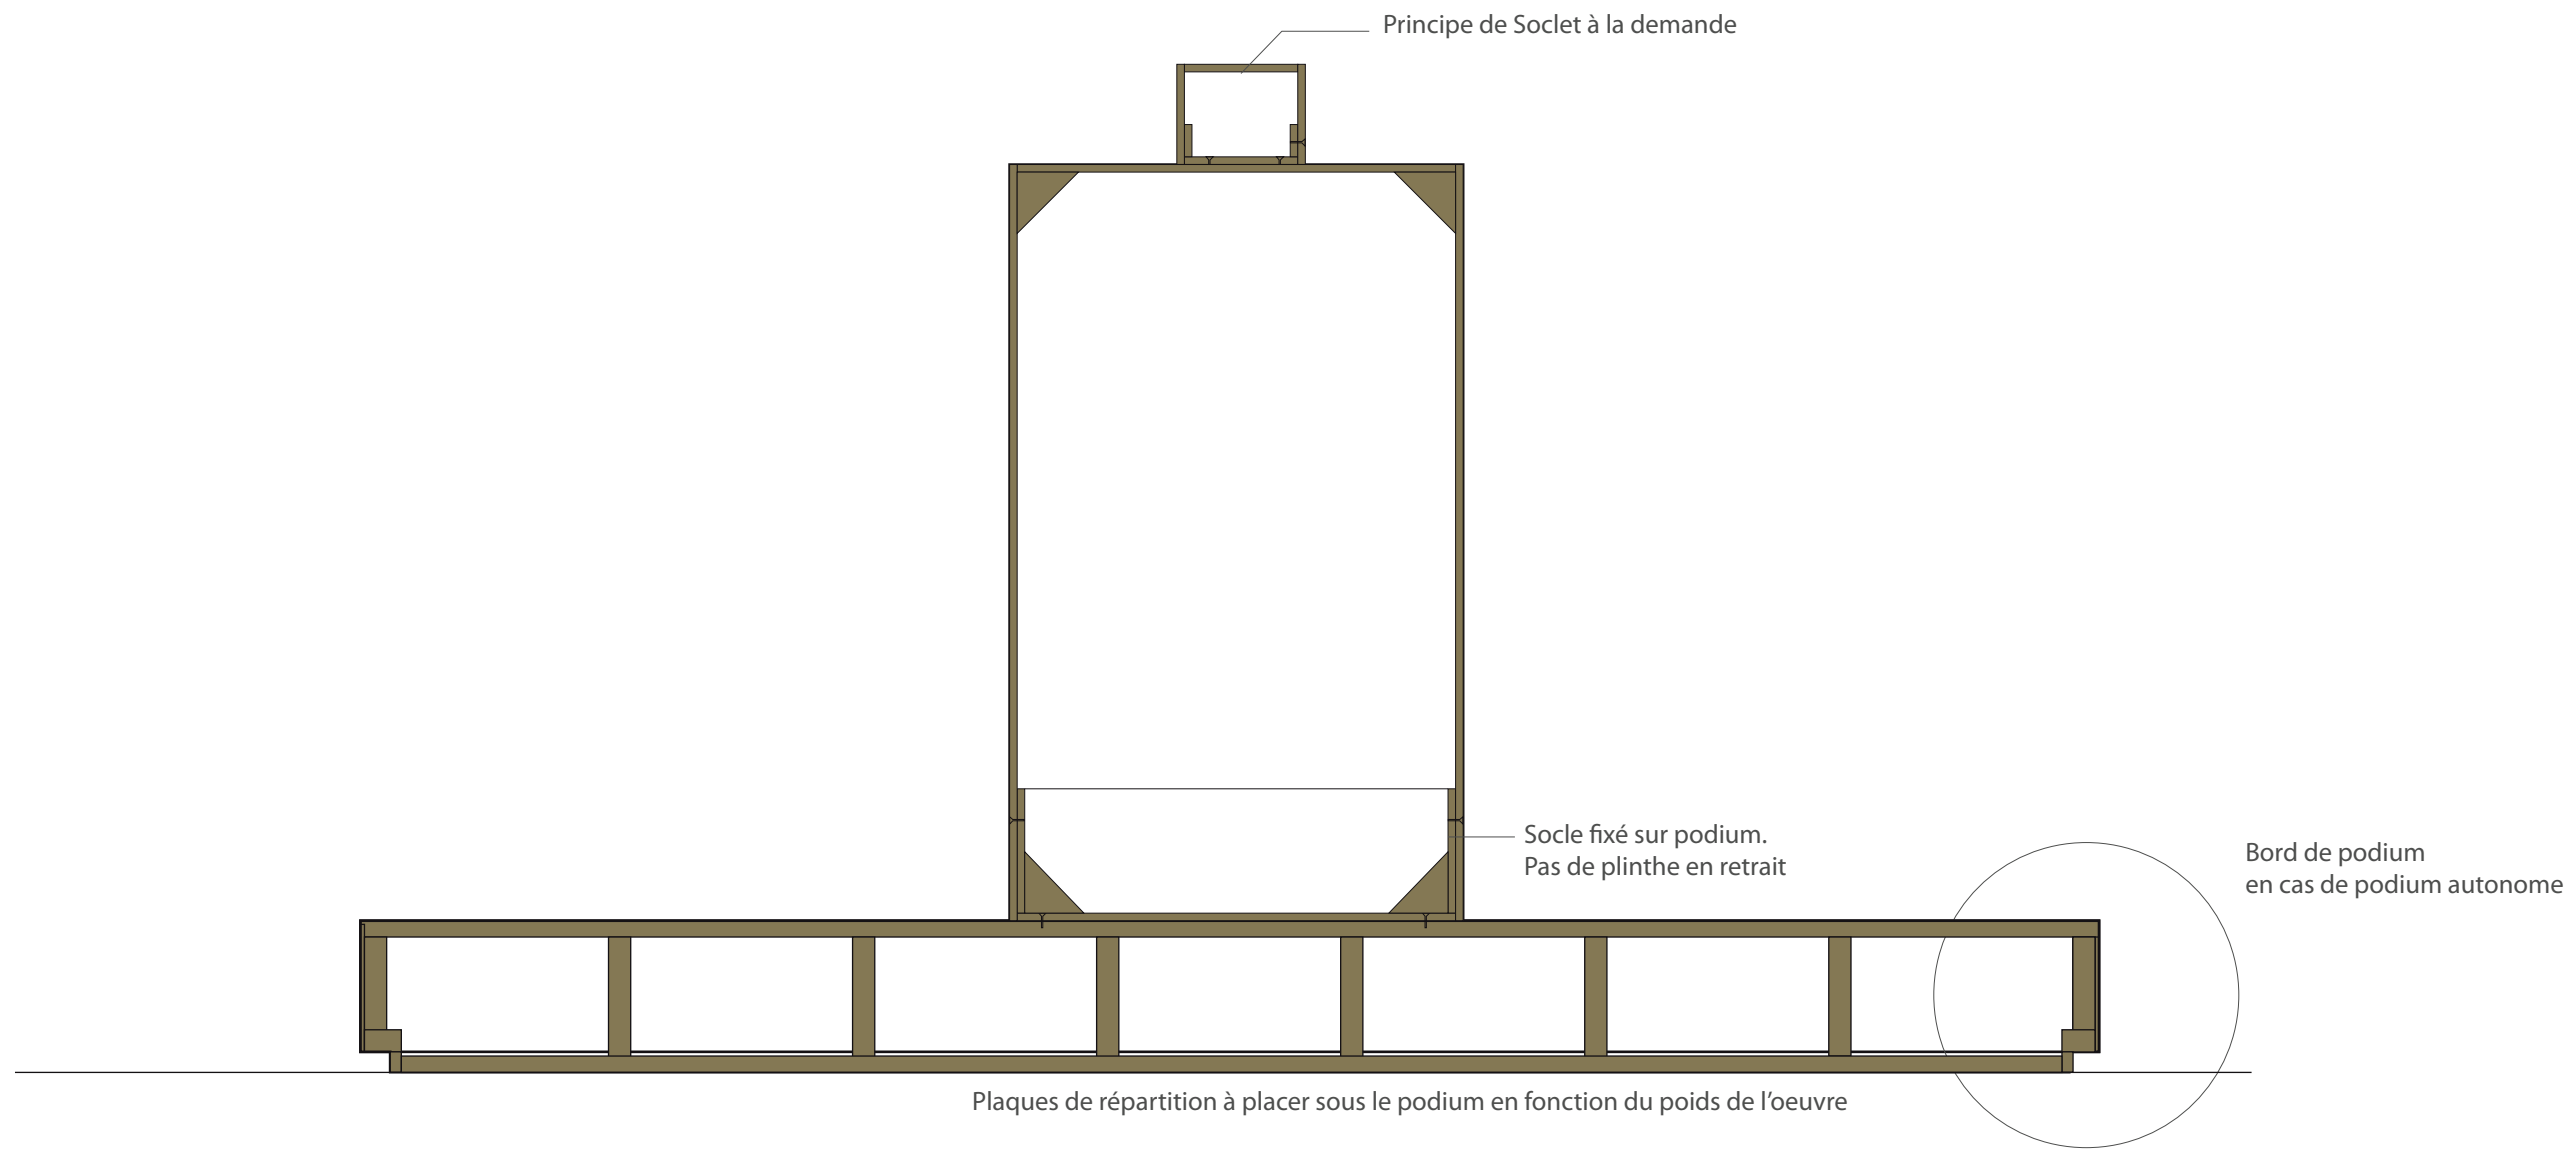 Principe de Soclet à la demande
Socle fixé sur podium.
Pas de plinthe en retrait
Bord de podium
en cas de podium autonome
Plaques de répartition à placer sous le podium en fonction du poids de l'oeuvre